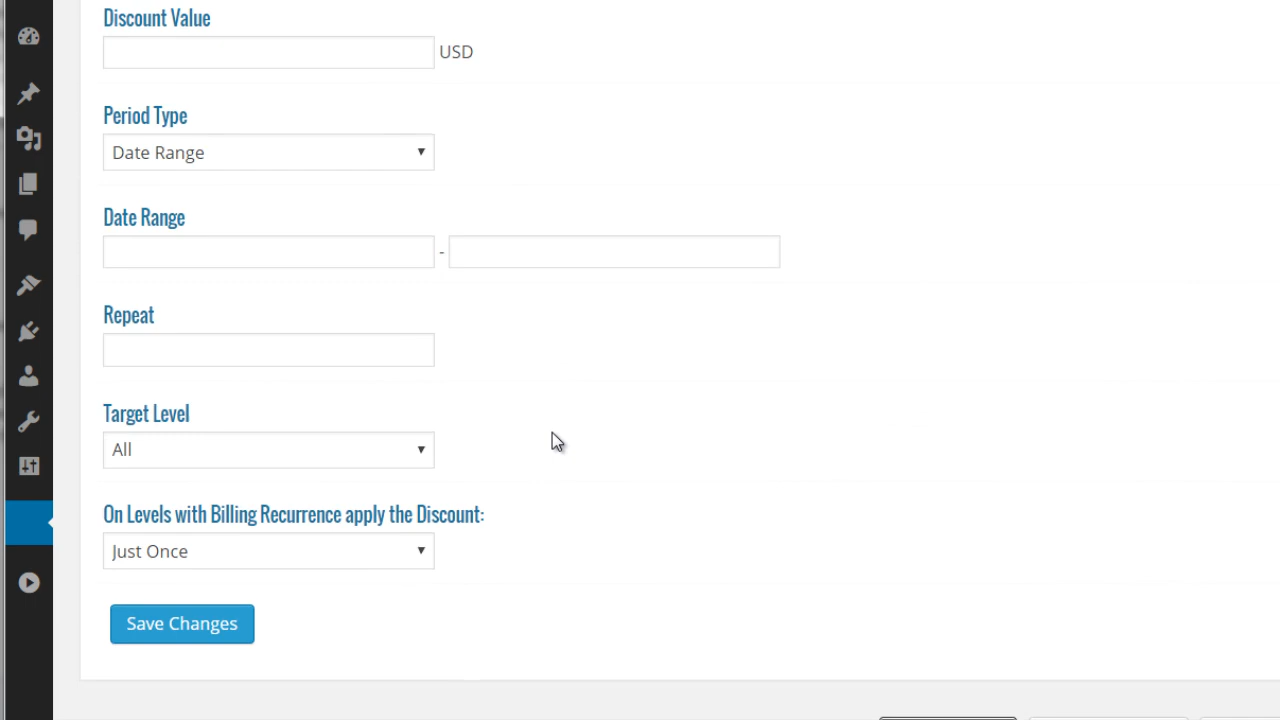 Discount Value
USD
Period Type
Date Range
Date Range
-
Repeat
Target Level
All
On Levels with Billing Recurrence apply the Discount:
Just Once
Save Changes